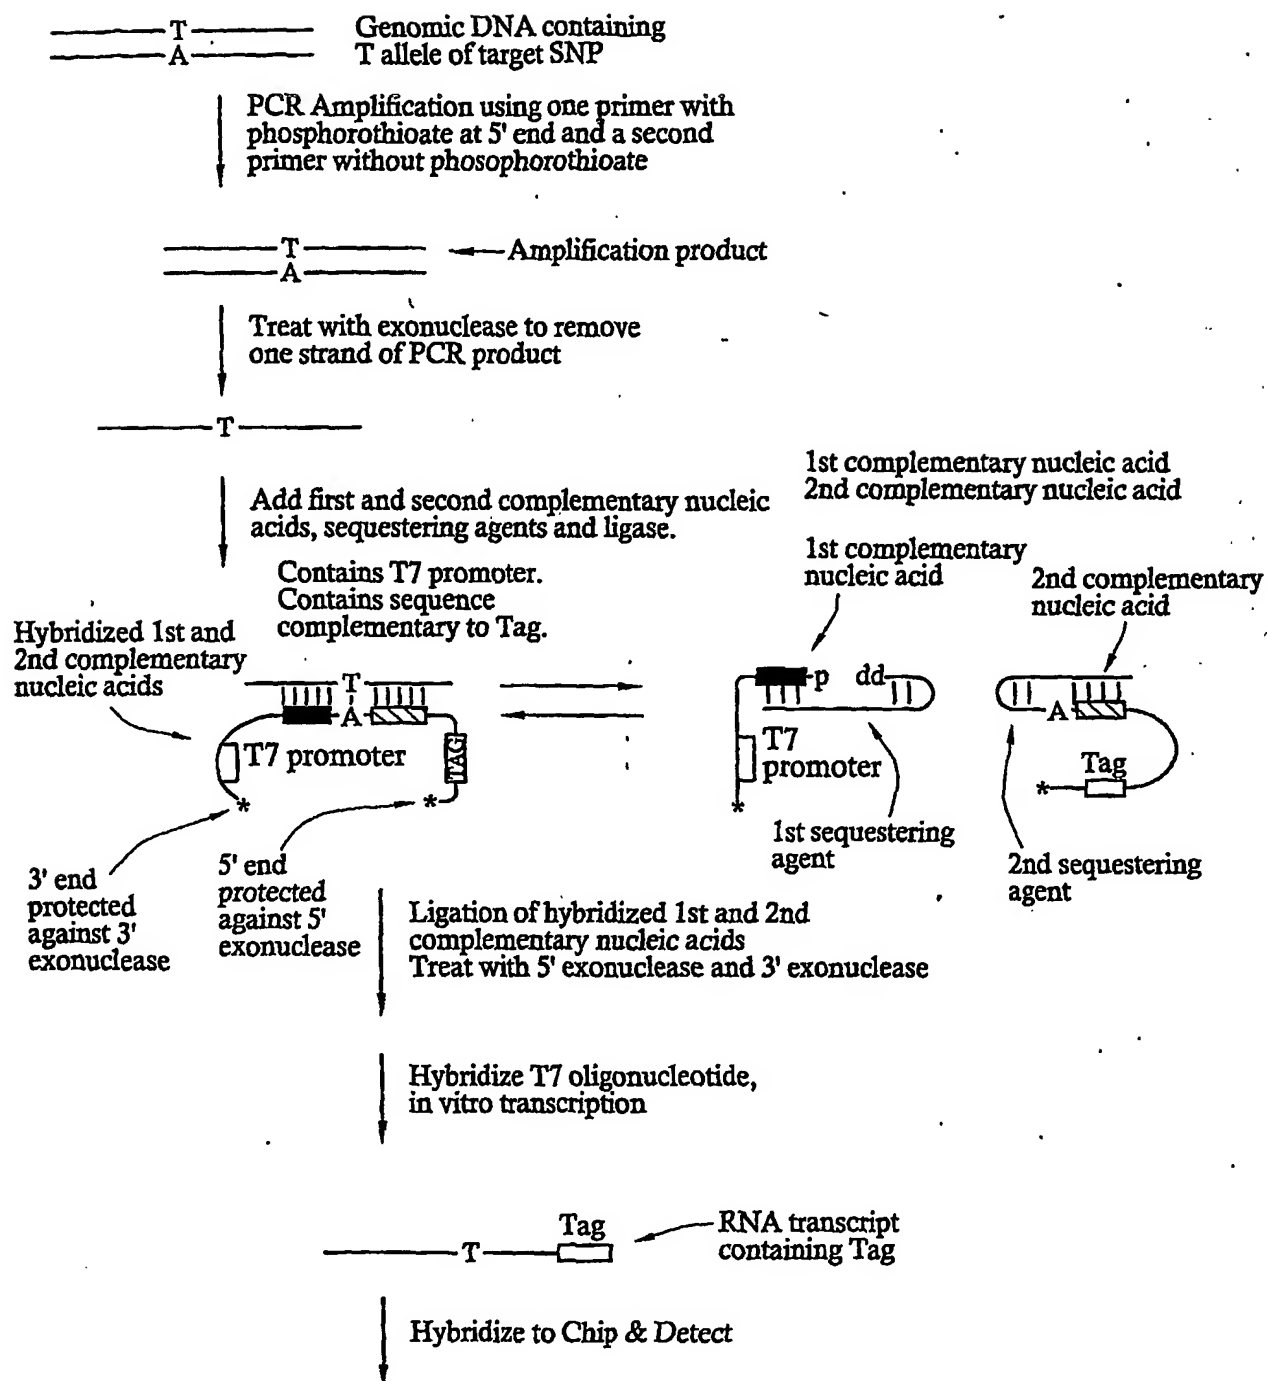 T
A
Genomic DNA containing
T allele of target SNP
PCR Amplification using one primer with
phosphorothioate at 5' end and a second
primer without phosophorothioate
T
A
Amplification product
Treat with exonuclease to remove
one strand of PCR product
T
Add first and second complementary nucleic
acids, sequestering agents and ligase.
1st complementary nucleic acid
2nd complementary nucleic acid
Contains T7 promoter.
Contains sequence
complementary to Tag.
1st complementary
nucleic acid
2nd complementary
nucleic acid
Hybridized 1st and
2nd complementary
nucleic acids
T
A
T7 promoter
TAG
*
*
p
dd
T7
promoter
*
A
Tag
*
1st sequestering
agent
2nd sequestering
agent
3' end
protected
against 3'
exonuclease
5' end
protected
against 5'
exonuclease
Ligation of hybridized 1st and 2nd
complementary nucleic acids
Treat with 5' exonuclease and 3' exonuclease
Hybridize T7 oligonucleotide,
in vitro transcription
T
Tag
RNA transcript
containing Tag
Hybridize to Chip & Detect